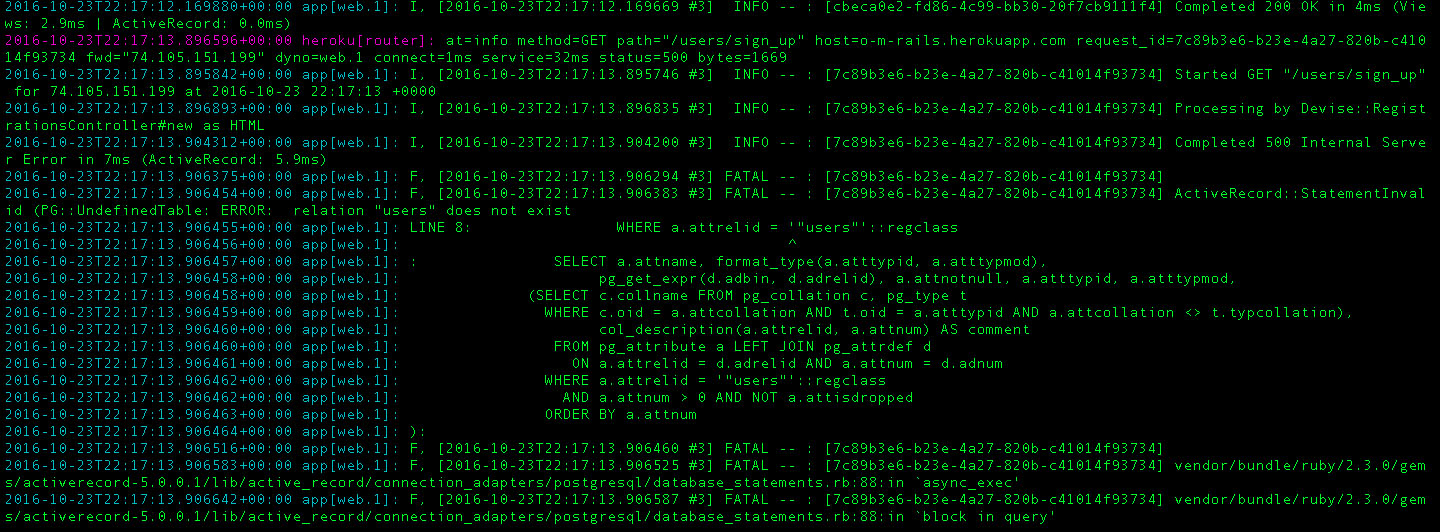 2016-10-23T22:17:12.169880+00:00 app[web.1]: I, [2016-10-23T22:17:12.169669 #3]  INFO -- : [cbeca0e2-fd86-4c99-bb30-20f7cb9111f4] Completed 200 OK in 4ms (Vie
ws: 2.9ms | ActiveRecord: 0.0ms)
2016-10-23T22:17:13.896596+00:00 heroku[router]: at=info method=GET path="/users/sign_up" host=o-m-rails.herokuapp.com request_id=7c89b3e6-b23e-4a27-820b-c410
14f93734 fwd="74.105.151.199" dyno=web.1 connect=1ms service=32ms status=500 bytes=1669
2016-10-23T22:17:13.895842+00:00 app[web.1]: I, [2016-10-23T22:17:13.895746 #3]  INFO -- : [7c89b3e6-b23e-4a27-820b-c41014f93734] Started GET "/users/sign_up"
 for 74.105.151.199 at 2016-10-23 22:17:13 +0000
2016-10-23T22:17:13.896893+00:00 app[web.1]: I, [2016-10-23T22:17:13.896835 #3]  INFO -- : [7c89b3e6-b23e-4a27-820b-c41014f93734] Processing by Devise::Regist
rationsController#new as HTML
2016-10-23T22:17:13.904312+00:00 app[web.1]: I, [2016-10-23T22:17:13.904200 #3]  INFO -- : [7c89b3e6-b23e-4a27-820b-c41014f93734] Completed 500 Internal Serve
r Error in 7ms (ActiveRecord: 5.9ms)
2016-10-23T22:17:13.906375+00:00 app[web.1]: F, [2016-10-23T22:17:13.906294 #3] FATAL -- : [7c89b3e6-b23e-4a27-820b-c41014f93734]
2016-10-23T22:17:13.906454+00:00 app[web.1]: F, [2016-10-23T22:17:13.906383 #3] FATAL -- : [7c89b3e6-b23e-4a27-820b-c41014f93734] ActiveRecord::StatementInval
id (PG::UndefinedTable: ERROR:  relation "users" does not exist
2016-10-23T22:17:13.906455+00:00 app[web.1]: LINE 8:                WHERE a.attrelid = '"users"'::regclass
2016-10-23T22:17:13.906456+00:00 app[web.1]:                                            ^
2016-10-23T22:17:13.906457+00:00 app[web.1]: :               SELECT a.attname, format_type(a.atttypid, a.atttypmod),
2016-10-23T22:17:13.906458+00:00 app[web.1]:                      pg_get_expr(d.adbin, d.adrelid), a.attnotnull, a.atttypid, a.atttypmod,
2016-10-23T22:17:13.906458+00:00 app[web.1]:              (SELECT c.collname FROM pg_collation c, pg_type t
2016-10-23T22:17:13.906459+00:00 app[web.1]:                WHERE c.oid = a.attcollation AND t.oid = a.atttypid AND a.attcollation <> t.typcollation),
2016-10-23T22:17:13.906460+00:00 app[web.1]:                      col_description(a.attrelid, a.attnum) AS comment
2016-10-23T22:17:13.906460+00:00 app[web.1]:                 FROM pg_attribute a LEFT JOIN pg_attrdef d
2016-10-23T22:17:13.906461+00:00 app[web.1]:                   ON a.attrelid = d.adrelid AND a.attnum = d.adnum
2016-10-23T22:17:13.906462+00:00 app[web.1]:                WHERE a.attrelid = '"users"'::regclass
2016-10-23T22:17:13.906462+00:00 app[web.1]:                  AND a.attnum > 0 AND NOT a.attisdropped
2016-10-23T22:17:13.906463+00:00 app[web.1]:                ORDER BY a.attnum
2016-10-23T22:17:13.906464+00:00 app[web.1]: ):
2016-10-23T22:17:13.906516+00:00 app[web.1]: F, [2016-10-23T22:17:13.906460 #3] FATAL -- : [7c89b3e6-b23e-4a27-820b-c41014f93734]
2016-10-23T22:17:13.906583+00:00 app[web.1]: F, [2016-10-23T22:17:13.906525 #3] FATAL -- : [7c89b3e6-b23e-4a27-820b-c41014f93734] vendor/bundle/ruby/2.3.0/gem
s/activerecord-5.0.0.1/lib/active_record/connection_adapters/postgresql/database_statements.rb:88:in `async_exec'
2016-10-23T22:17:13.906642+00:00 app[web.1]: F, [2016-10-23T22:17:13.906587 #3] FATAL -- : [7c89b3e6-b23e-4a27-820b-c41014f93734] vendor/bundle/ruby/2.3.0/gem
s/activerecord-5.0.0.1/lib/active_record/connection_adapters/postgresql/database_statements.rb:88:in `block in query'